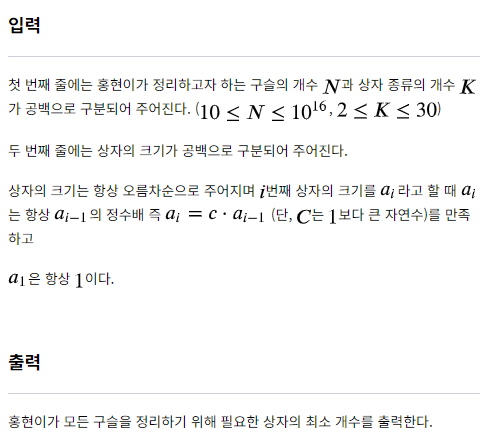 입력
첫 번째 줄에는 홍현이가 정리하고자 하는 구슬의 개수 N과 상자 종류의 개수 K
가 공백으로 구분되어 주어진다. (10 ≤ N ≤ 10^16, 2 ≤ K ≤ 30)
두 번째 줄에는 상자의 크기가 공백으로 구분되어 주어진다.
상자의 크기는 항상 오름차순으로 주어지며 i번째 상자의 크기를 a_i 라고 할 때 a_i
는 항상 a_{i-1} 의 정수배 즉 a_i = c · a_{i-1} (단, C는 1보다 큰 자연수)를 만족
하고
a_1 은 항상 1이다.
출력
홍현이가 모든 구슬을 정리하기 위해 필요한 상자의 최소 개수를 출력한다.